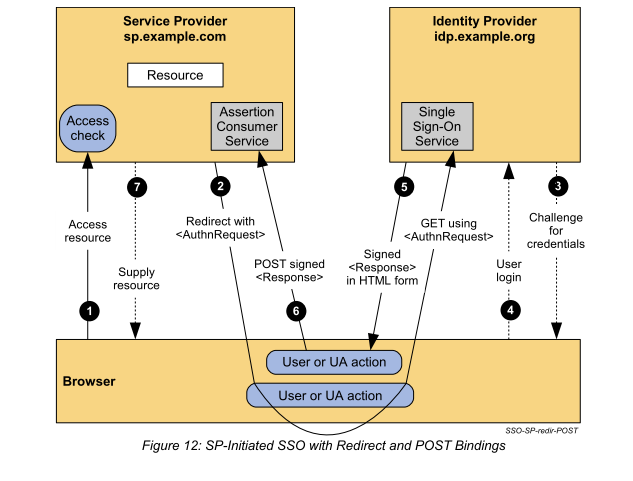 Service Provider
sp.example.com
Identity Provider
idp.example.org
Resource
Access
check
Assertion
Consumer
Service
Single
Sign-On
Service
7
2
5
3
Access
resource
Redirect with
<AuthnRequest>
GET using
<AuthnRequest>
Challenge
for
credentials
Supply
resource
POST signed
<Response>
Signed
<Response>
in HTML form
User
login
1
6
4
User or UA action
Browser
User or UA action
SSO-SP-redir-POST
Figure 12: SP-Initiated SSO with Redirect and POST Bindings